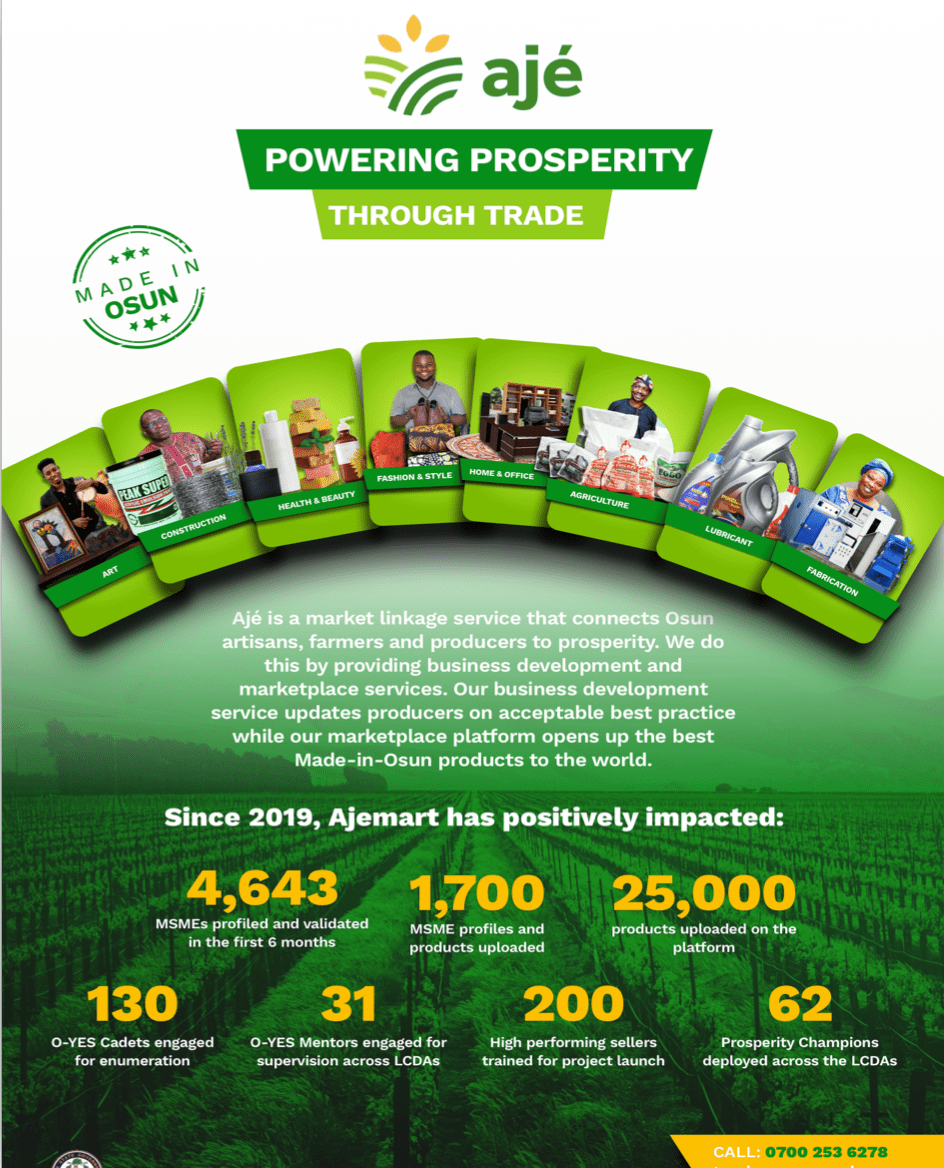 ajé
POWERING PROSPERITY
THROUGH TRADE
MADE IN
OSUN
ART
PEAK SUPER
CONSTRUCTION
HEALTH & BEAUTY
FASHION & STYLE
HOME & OFFICE
AGRICULTURE
LUBRICANT
FABRICATION
Ajé is a market linkage service that connects Osun
artisans, farmers and producers to prosperity. We do
this by providing business development and
marketplace services. Our business development
service updates producers on acceptable best practice
while our marketplace platform opens up the best
Made-in-Osun products to the world.
Since 2019, Ajemart has positively impacted:
4,643
MSMEs profiled and validated
in the first 6 months
1,700
MSME profiles and
products uploaded
25,000
products uploaded on the
platform
130
O-YES Cadets engaged
for enumeration
31
O-YES Mentors engaged for
supervision across LCDAs
200
High performing sellers
trained for project launch
62
Prosperity Champions
deployed across the LCDAs
CALL: 0700 253 6278